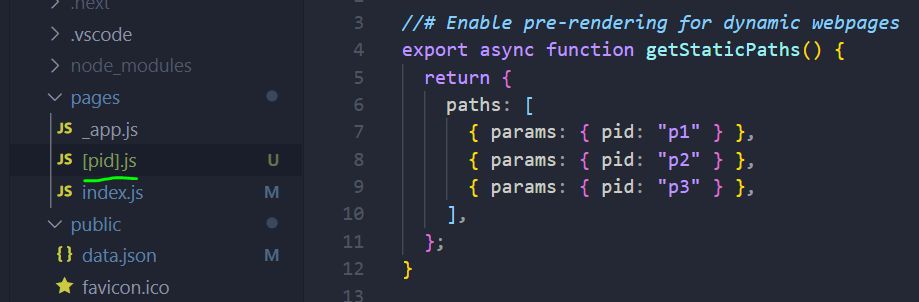 .next
.vscode
node_modules
pages
JS _app.js
JS [pid].js U
JS index.js M
public
{} data.json M
favicon.ico
3 //# Enable pre-rendering for dynamic webpages
4 export async function getStaticPaths() {
5 return {
6 paths: [
7 { params: { pid: "p1" } },
8 { params: { pid: "p2" } },
9 { params: { pid: "p3" } },
10 ],
11 };
12 }
13